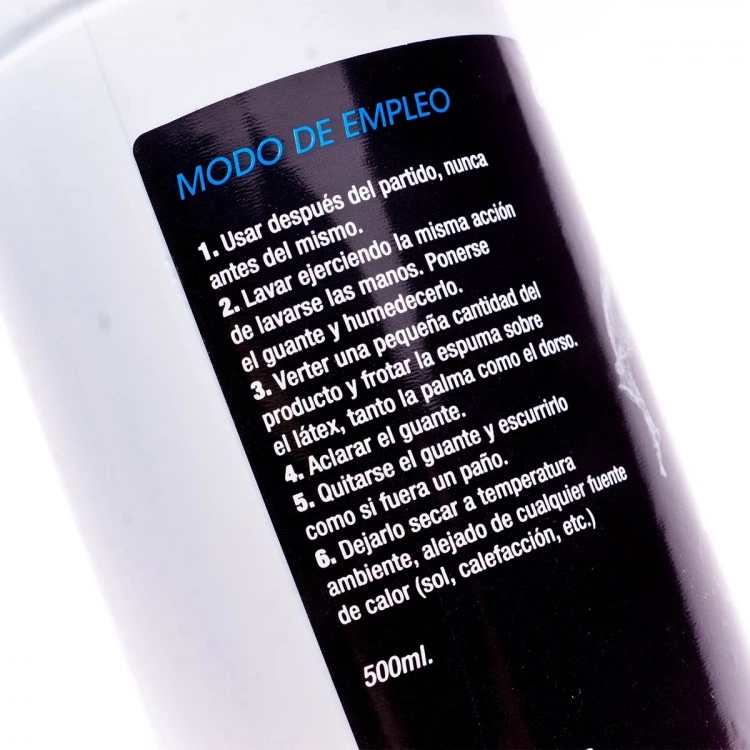 MODO DE EMPLEO
1. Usar después del partido, nunca
antes del mismo.
2. Lavar ejerciendo la misma acción
de lavarse las manos. Ponerse
el guante y humedecerlo.
3. Verter una pequeña cantidad del
producto y frotar la espuma sobre
el látex, tanto la palma como el dorso.
4. Aclarar el guante.
5. Quitarse el guante y escurrirlo
como si fuera un paño.
6. Dejarlo secar a temperatura
ambiente, alejado de cualquier fuente
de calor (sol, calefacción, etc.)
500ml.